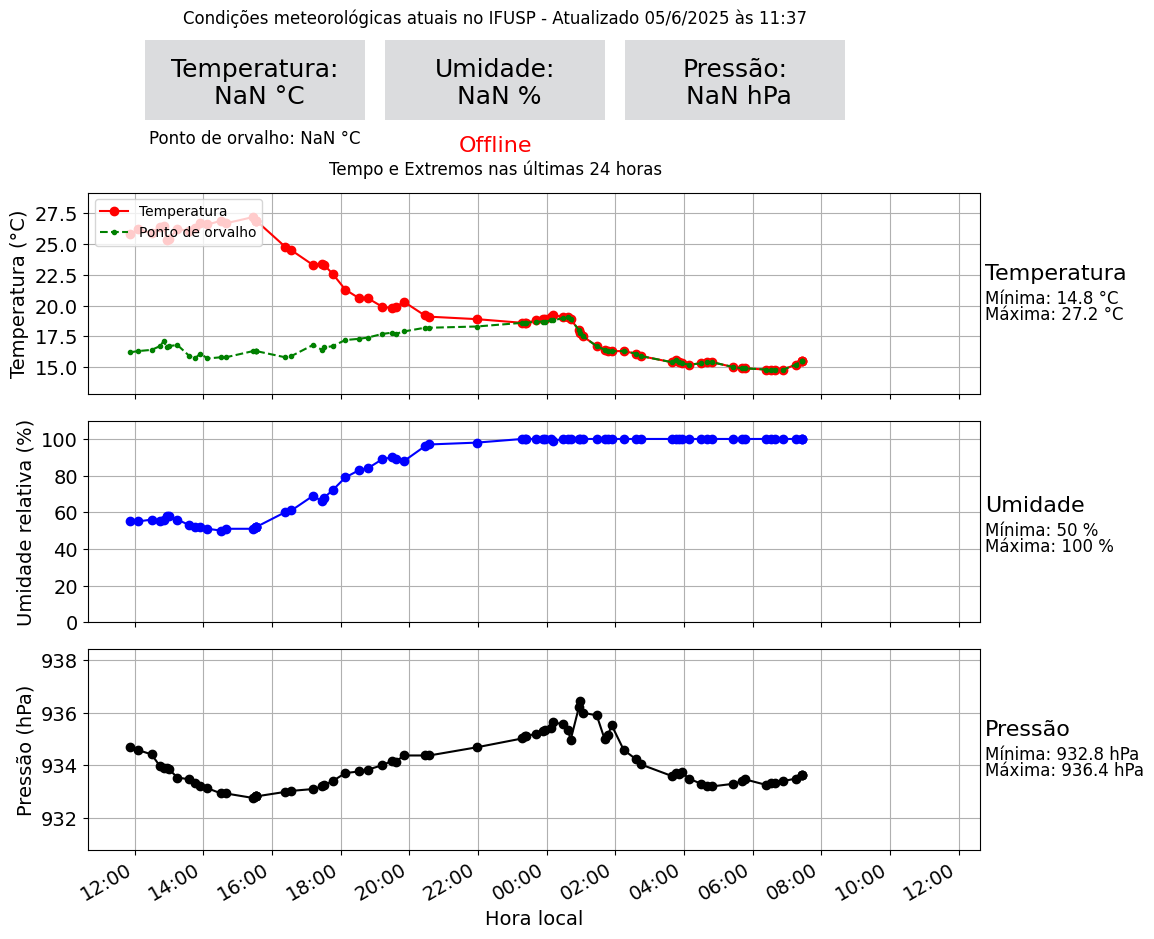 Condições meteorológicas atuais no IFUSP - Atualizado 05/6/2025 às 11:37
Temperatura:
NaN °C
Umidade:
NaN %
Pressão:
NaN hPa
Ponto de orvalho: NaN °C
Offline
Tempo e Extremos nas últimas 24 horas
Temperatura (°C)
27.5
25.0
22.5
20.0
17.5
15.0
Temperatura
Ponto de orvalho
Temperatura
Mínima: 14.8 °C
Máxima: 27.2 °C
Umidade relativa (%)
100
80
60
40
20
0
Umidade
Mínima: 50 %
Máxima: 100 %
Pressão (hPa)
938
936
934
932
Pressão
Mínima: 932.8 hPa
Máxima: 936.4 hPa
12:00 14:00 16:00 18:00 20:00 22:00 00:00 02:00 04:00 06:00 08:00 10:00 12:00
Hora local